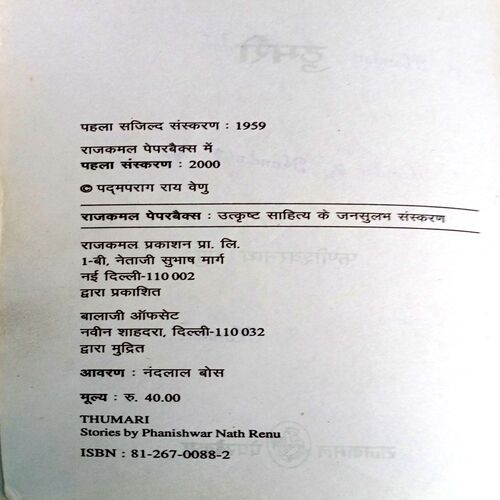 पहला सजिल्द संस्करण : 1959
राजकमल पेपरबैक्स में
पहला संस्करण : 2000
© पद्मपराग राय वेणु
राजकमल पेपरबैक्स : उत्कृष्ट साहित्य के जनसुलभ संस्करण
राजकमल प्रकाशन प्रा. लि.
1-बी, नेताजी सुभाष मार्ग
नई दिल्ली-110 002
द्वारा प्रकाशित
बालाजी ऑफसेट
नवीन शाहदरा, दिल्ली-110 032
द्वारा मुद्रित
आवरण : नंदलाल बोस
मूल्य : रु. 40.00
THUMARI
Stories by Phanishwar Nath Renu
ISBN : 81-267-0088-2